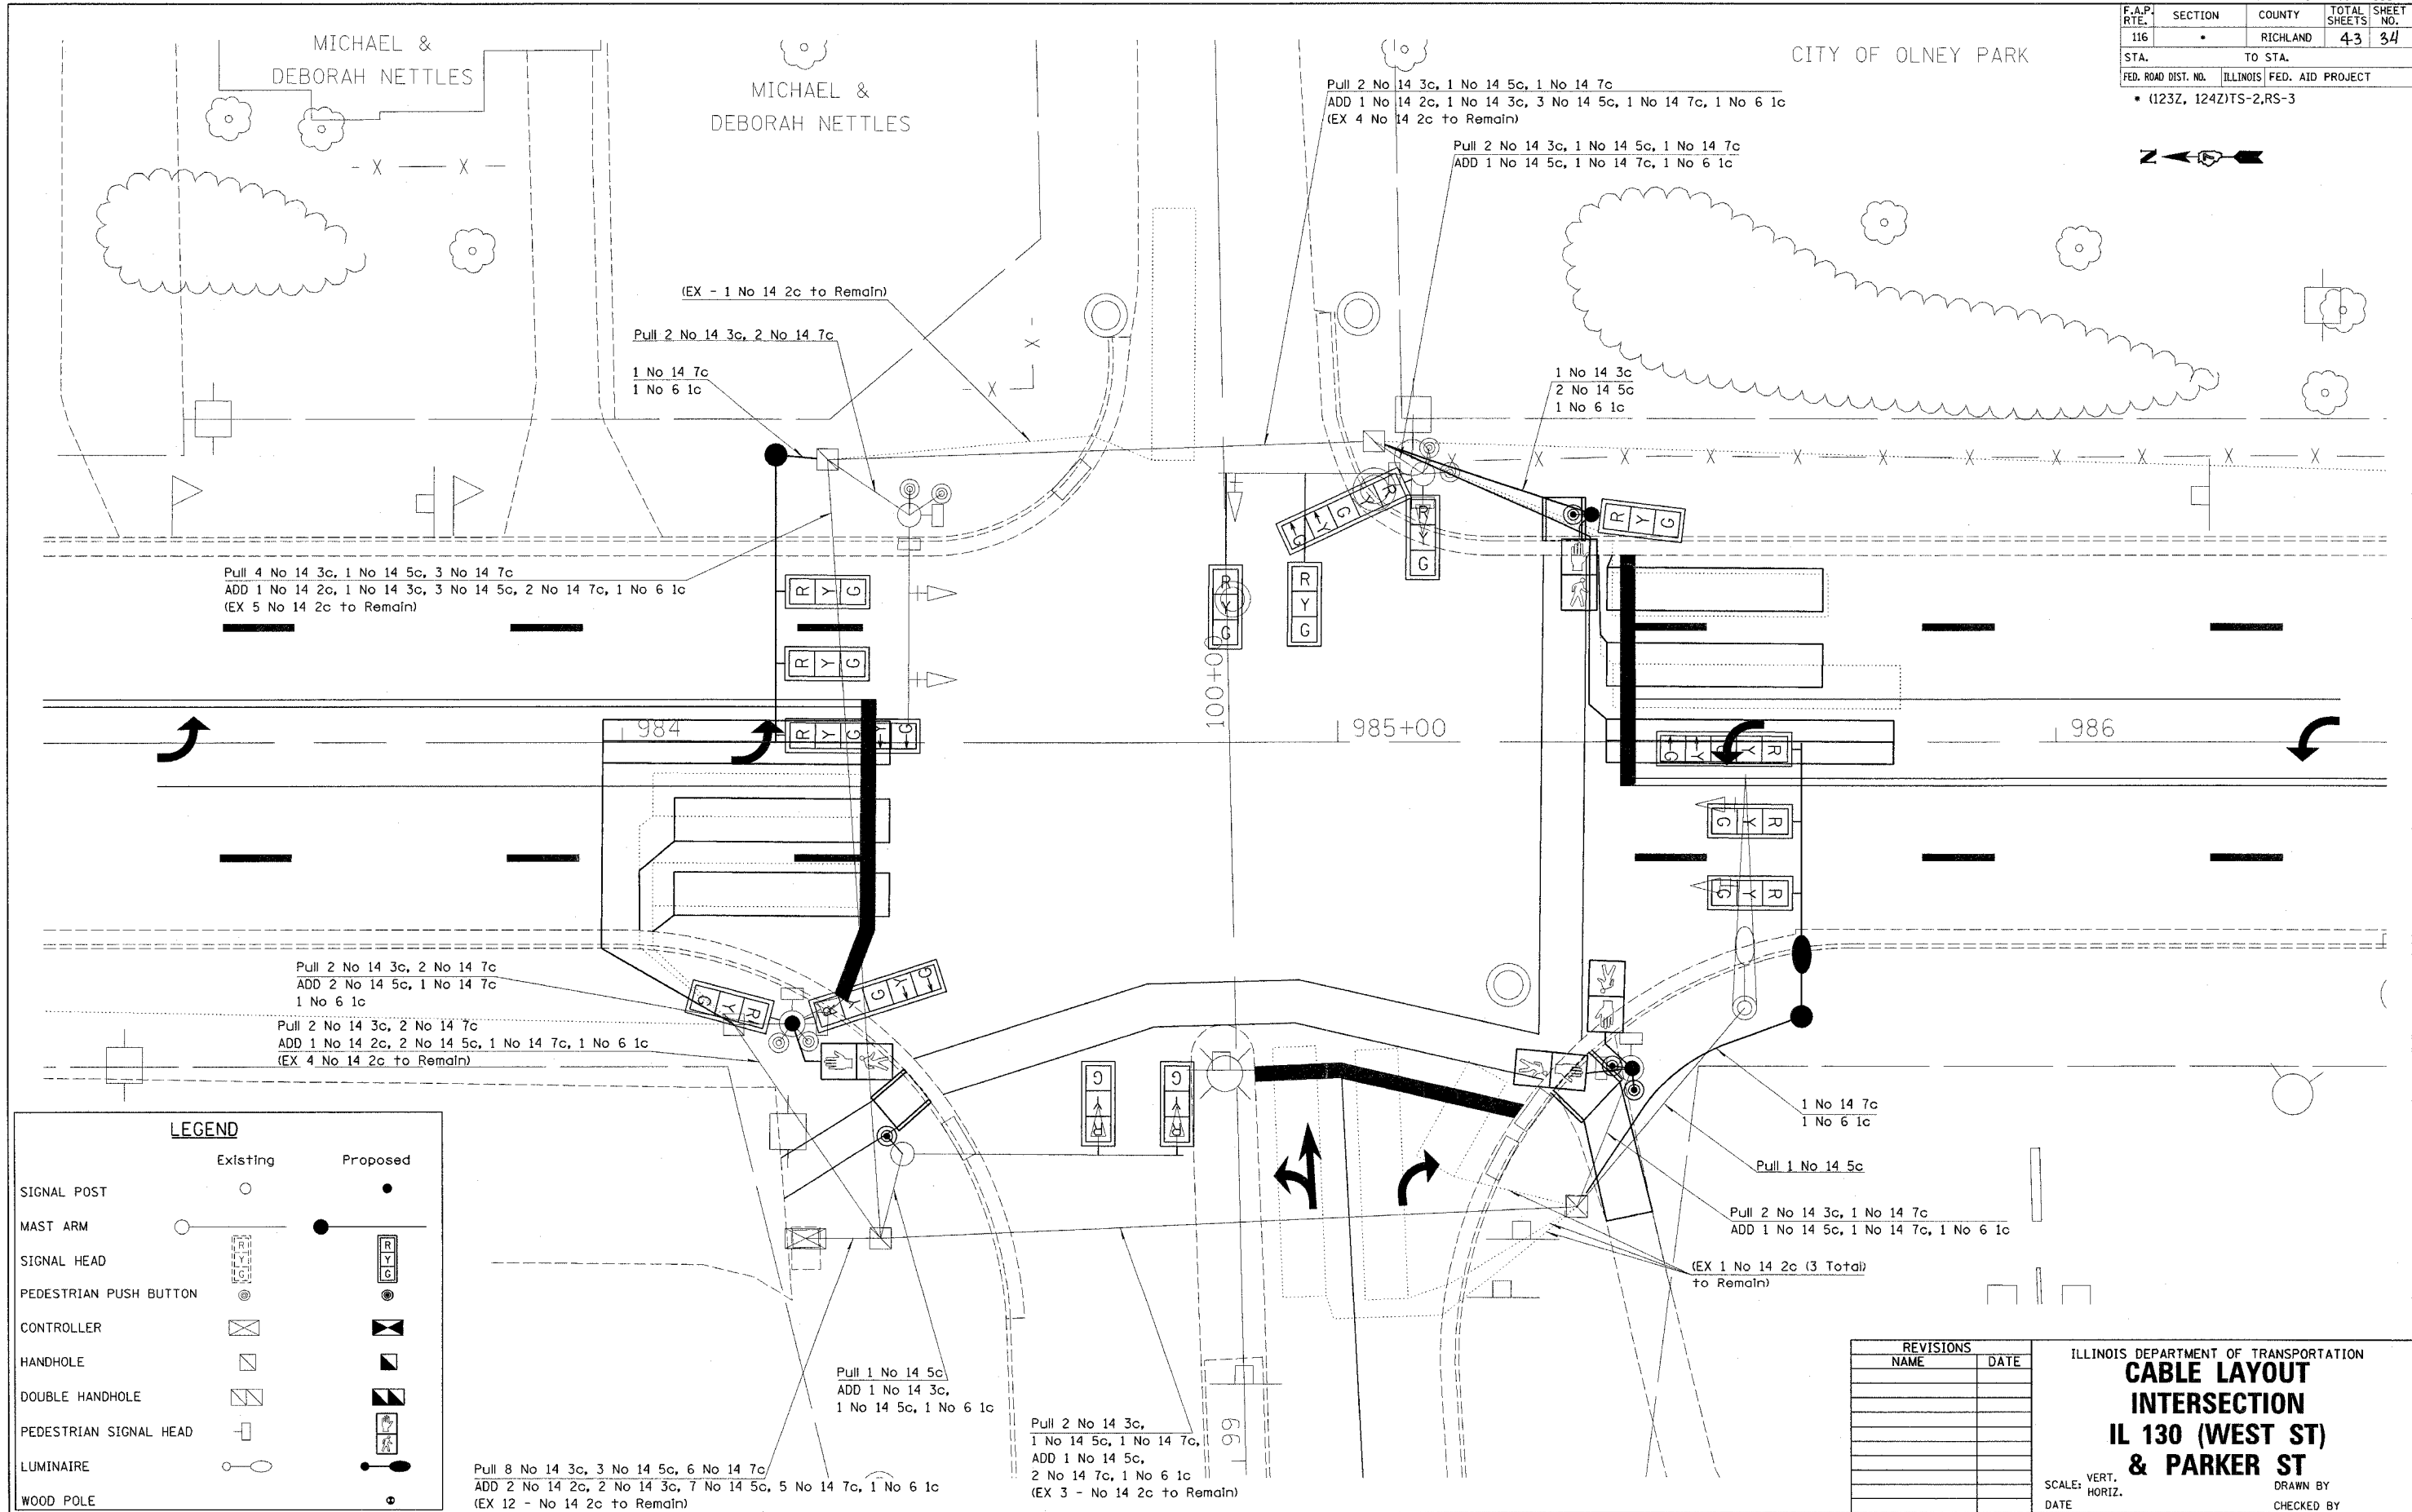 F.A.P. RTE. SECTION COUNTY TOTAL SHEETS SHEET NO.
116 * RICHLAND 43 34
STA. TO STA.
FED. ROAD DIST. NO. ILLINOIS FED. AID PROJECT
* (123Z, 124Z)TS-2,RS-3
N
MICHAEL &
DEBORAH NETTLES
MICHAEL &
DEBORAH NETTLES
CITY OF OLNEY PARK
Pull 2 No 14 3c, 1 No 14 5c, 1 No 14 7c
ADD 1 No 14 2c, 1 No 14 3c, 3 No 14 5c, 1 No 14 7c, 1 No 6 1c
(EX 4 No 14 2c to Remain)
Pull 2 No 14 3c, 1 No 14 5c, 1 No 14 7c
ADD 1 No 14 5c, 1 No 14 7c, 1 No 6 1c
X X
(EX - 1 No 14 2c to Remain)
Pull 2 No 14 3c, 2 No 14 7c
1 No 14 7c
1 No 6 1c
X
X
1 No 14 3c
2 No 14 5c
1 No 6 1c
X X X X X X X X X X
R Y G Y G
R Y G
R Y G
Pull 4 No 14 3c, 1 No 14 5c, 3 No 14 7c
ADD 1 No 14 2c, 1 No 14 3c, 3 No 14 5c, 2 No 14 7c, 1 No 6 1c
(EX 5 No 14 2c to Remain)
R Y G
R Y G
R Y G
R Y G
100+00
984
R Y G Y G
985+00
R Y G Y G
986
R Y G
R Y G
Pull 2 No 14 3c, 2 No 14 7c
ADD 2 No 14 5c, 1 No 14 7c
1 No 6 1c
R Y G
R Y G Y G
Pull 2 No 14 3c, 2 No 14 7c
ADD 1 No 14 2c, 2 No 14 5c, 1 No 14 7c, 1 No 6 1c
(EX 4 No 14 2c to Remain)
G Y R
G Y R
1 No 14 7c
1 No 6 1c
Pull 1 No 14 5c
Pull 2 No 14 3c, 1 No 14 7c
ADD 1 No 14 5c, 1 No 14 7c, 1 No 6 1c
(EX 1 No 14 2c (3 Total)
to Remain)
LEGEND
Existing Proposed
SIGNAL POST
MAST ARM
SIGNAL HEAD R Y G R Y G
PEDESTRIAN PUSH BUTTON
CONTROLLER
HANDHOLE
DOUBLE HANDHOLE
PEDESTRIAN SIGNAL HEAD
LUMINAIRE
WOOD POLE
Pull 1 No 14 5c
ADD 1 No 14 3c,
1 No 14 5c, 1 No 6 1c
Pull 2 No 14 3c,
1 No 14 5c, 1 No 14 7c,
ADD 1 No 14 5c,
2 No 14 7c, 1 No 6 1c
(EX 3 - No 14 2c to Remain)
99
Pull 8 No 14 3c, 3 No 14 5c, 6 No 14 7c
ADD 2 No 14 2c, 2 No 14 3c, 7 No 14 5c, 5 No 14 7c, 1 No 6 1c
(EX 12 - No 14 2c to Remain)
REVISIONS
NAME DATE
ILLINOIS DEPARTMENT OF TRANSPORTATION
CABLE LAYOUT
INTERSECTION
IL 130 (WEST ST)
& PARKER ST
SCALE: VERT. HORIZ.
DRAWN BY
DATE
CHECKED BY